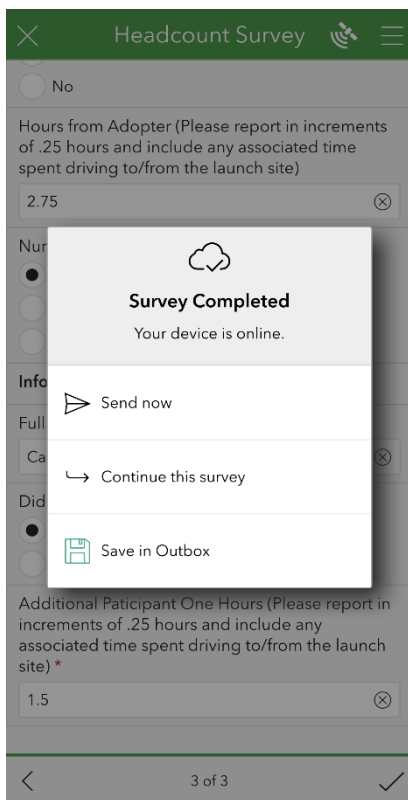 Headcount Survey
No
Hours from Adopter (Please report in increments
of .25 hours and include any associated time
spent driving to/from the launch site)
2.75
Survey Completed
Your device is online.
Send now
Continue this survey
Save in Outbox
Info
Full
Did
Additional Paticipant One Hours (Please report in
increments of .25 hours and include any
associated time spent driving to/from the launch
site) *
1.5
3 of 3